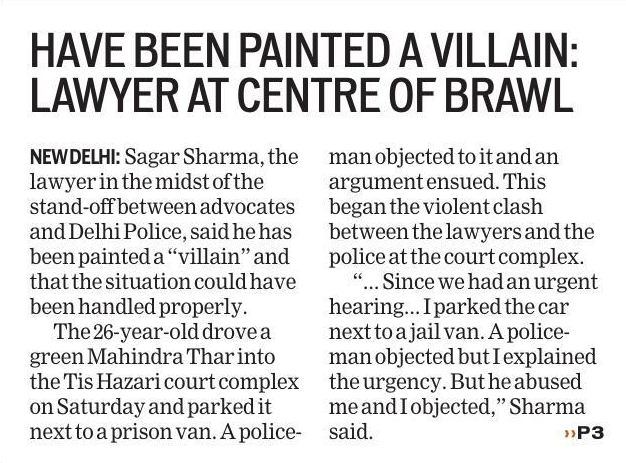 HAVE BEEN PAINTED A VILLAIN:
LAWYER AT CENTRE OF BRAWL
NEW DELHI: Sagar Sharma, the
lawyer in the midst of the
stand-off between advocates
and Delhi Police, said he has
been painted a “villain” and
that the situation could have
been handled properly.
The 26-year-old drove a
green Mahindra Thar into
the Tis Hazari court complex
on Saturday and parked it
next to a prison van. A police-
man objected to it and an
argument ensued. This
began the violent clash
between the lawyers and the
police at the court complex.
“... Since we had an urgent
hearing... I parked the car
next to a jail van. A police-
man objected but I explained
the urgency. But he abused
me and I objected,” Sharma
said. ››P3